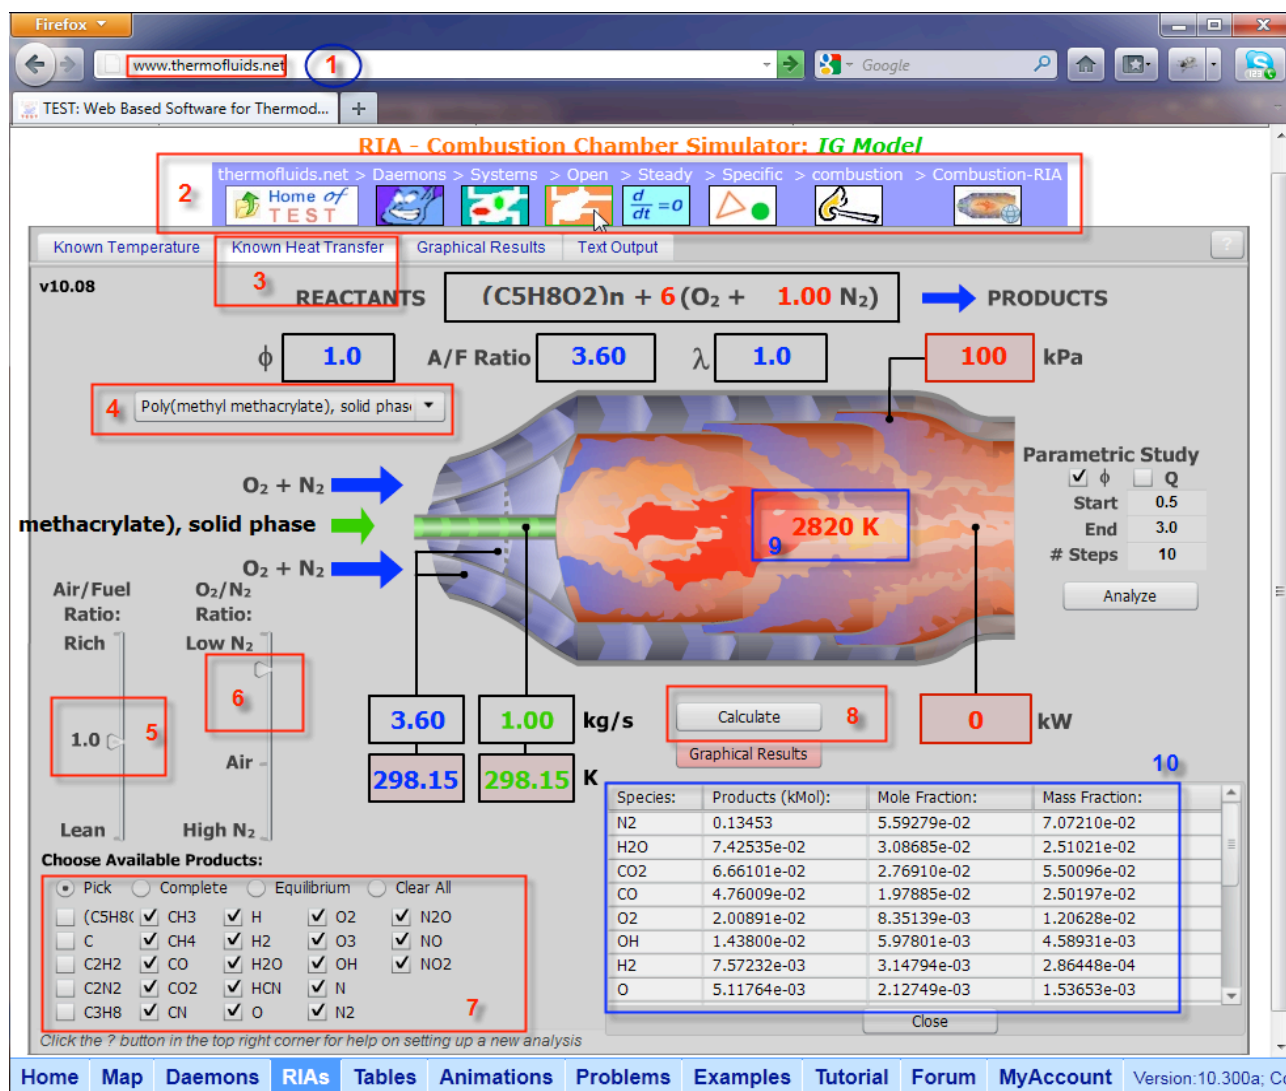 Firefox
www.thermofluids.net
1
Google
TEST: Web Based Software for Thermod...
RIA - Combustion Chamber Simulator: IG Model
2
thermofluids.net > Daemons > Systems > Open > Steady > Specific > combustion > Combustion-RIA
Home of TEST
d/dt =0
Known Temperature Known Heat Transfer Graphical Results Text Output ?
3
v10.08
REACTANTS (C5H8O2)n + 6 (O₂ + 1.00 N₂) PRODUCTS
ϕ 1.0 A/F Ratio 3.60 λ 1.0 100 kPa
4 Poly(methyl methacrylate), solid phas
O₂ + N₂
methacrylate), solid phase
O₂ + N₂
2820 K
9
Parametric Study
ϕ Q
Start 0.5
End 3.0
# Steps 10
Analyze
Air/Fuel Ratio:
Rich
1.0 5
Lean
O₂/N₂ Ratio:
Low N₂
6
Air
High N₂
3.60 1.00 kg/s
298.15 298.15 K
Calculate 8
Graphical Results
0 kW
10
Species: Products (kMol): Mole Fraction: Mass Fraction:
N2 0.13453 5.59279e-02 7.07210e-02
H2O 7.42535e-02 3.08685e-02 2.51021e-02
CO2 6.66101e-02 2.76910e-02 5.50096e-02
CO 4.76009e-02 1.97885e-02 2.50197e-02
O2 2.00891e-02 8.35139e-03 1.20628e-02
OH 1.43800e-02 5.97801e-03 4.58931e-03
H2 7.57232e-03 3.14794e-03 2.86448e-04
O 5.11764e-03 2.12749e-03 1.53653e-03
Close
Choose Available Products:
Pick Complete Equilibrium Clear All
(C5H8( CH3 H O2 N2O
C CH4 H2 O3 NO
C2H2 CO H2O OH NO2
C2N2 CO2 HCN N
C3H8 CN O N2
7
Click the ? button in the top right corner for help on setting up a new analysis
Home Map Daemons RIAs Tables Animations Problems Examples Tutorial Forum MyAccount Version:10.300a: C